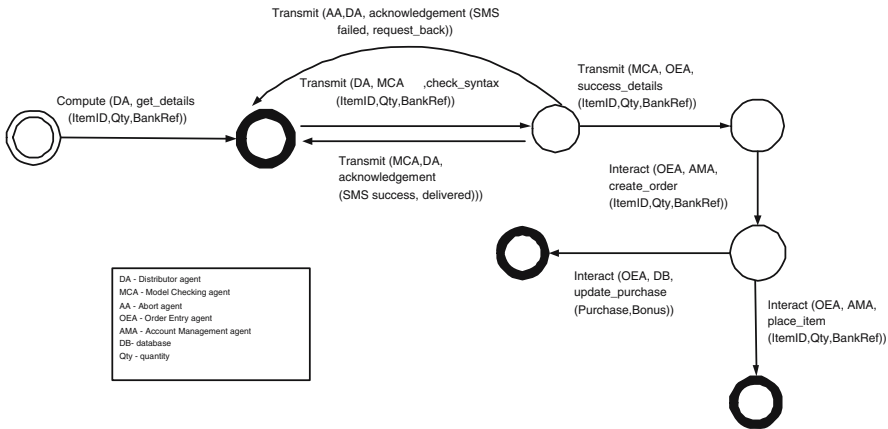 Transmit (AA,DA, acknowledgement (SMS
failed, request_back))
Transmit (MCA, OEA,
success_details
(ItemID,Qty,BankRef))
Transmit (DA, MCA ,check_syntax
(ItemID,Qty,BankRef))
Compute (DA, get_details
(ItemID,Qty,BankRef))
Transmit (MCA,DA,
acknowledgement
(SMS success, delivered)))
Interact (OEA, AMA,
create_order
(ItemID,Qty,BankRef))
Interact (OEA, DB,
update_purchase
(Purchase,Bonus))
Interact (OEA, AMA,
place_item
(ItemID,Qty,BankRef))
DA - Distributor agent
MCA - Model Checking agent
AA - Abort agent
OEA - Order Entry agent
AMA - Account Management agent
DB- database
Qty - quantity